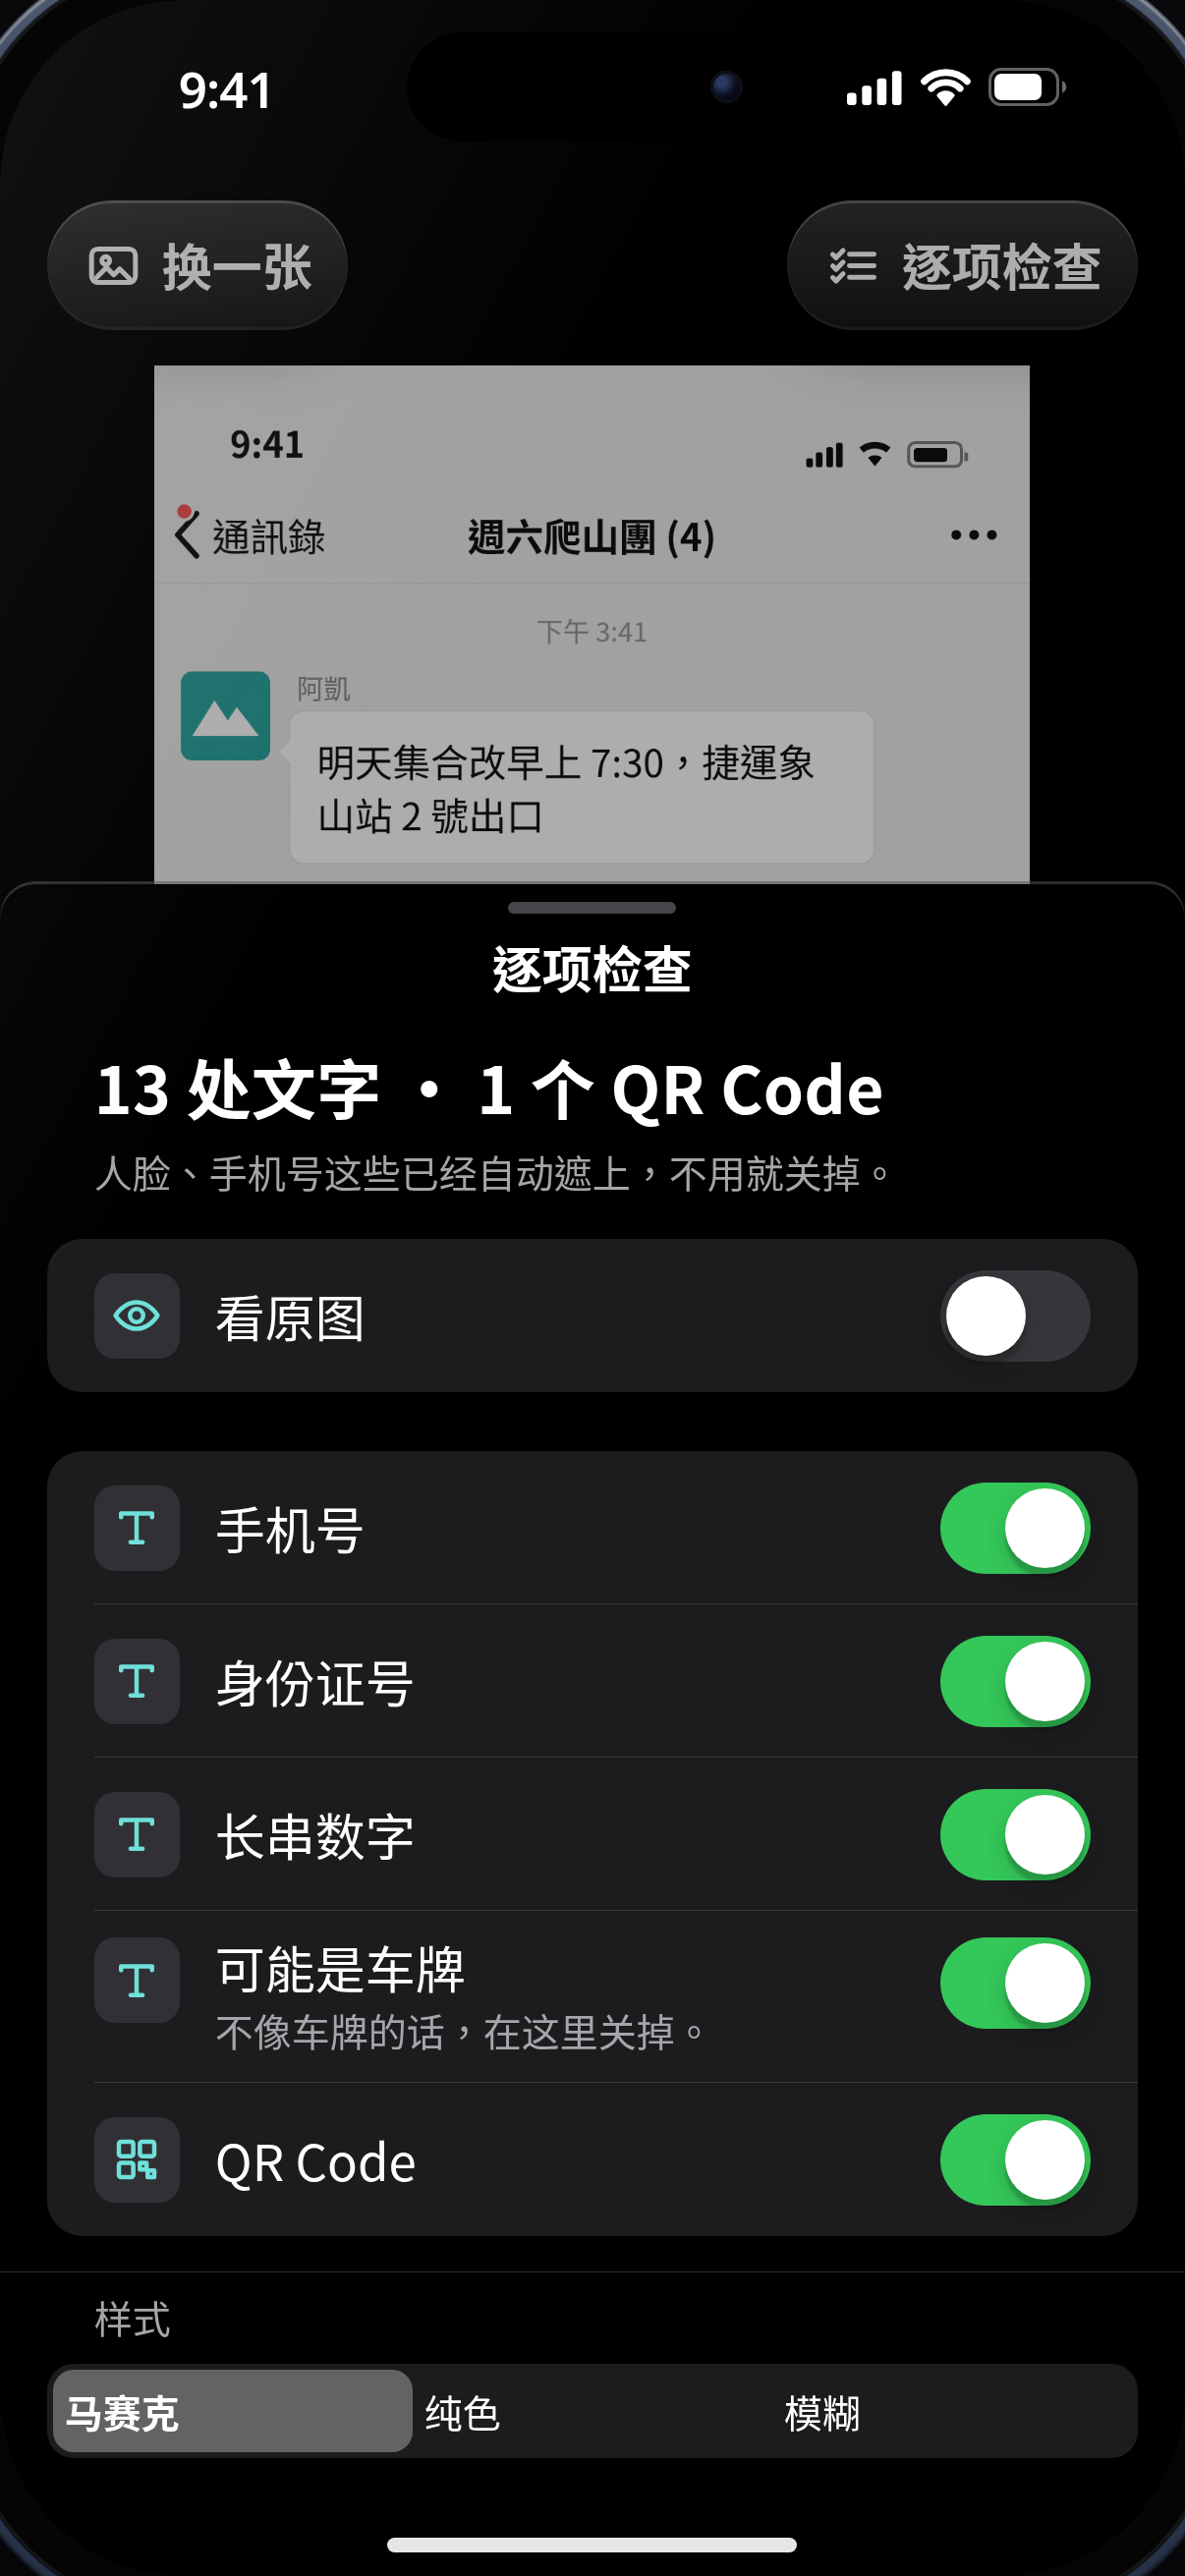 9:41
换一张
逐项检查
9:41
通訊錄
週六爬山團 (4)
下午 3:41
阿凱
明天集合改早上 7:30，捷運象
山站 2 號出口
逐项检查
13 处文字 · 1 个 QR Code
人脸、手机号这些已经自动遮上，不用就关掉。
看原图
手机号
身份证号
长串数字
可能是车牌
不像车牌的话，在这里关掉。
QR Code
样式
马赛克
纯色
模糊